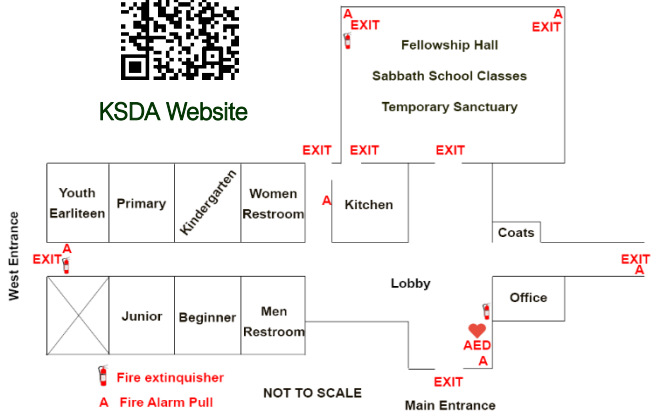 KSDA Website
A
A
EXIT
EXIT
Fellowship Hall
Sabbath School Classes
Temporary Sanctuary
EXIT
EXIT
EXIT
Youth
Earliteen
Primary
Kindergarten
Women
Restroom
A
Kitchen
Coats
West Entrance
A
EXIT
EXIT
A
Lobby
Junior
Beginner
Men
Restroom
Office
AED
A
EXIT
Fire extinquisher
A Fire Alarm Pull
NOT TO SCALE
Main Entrance